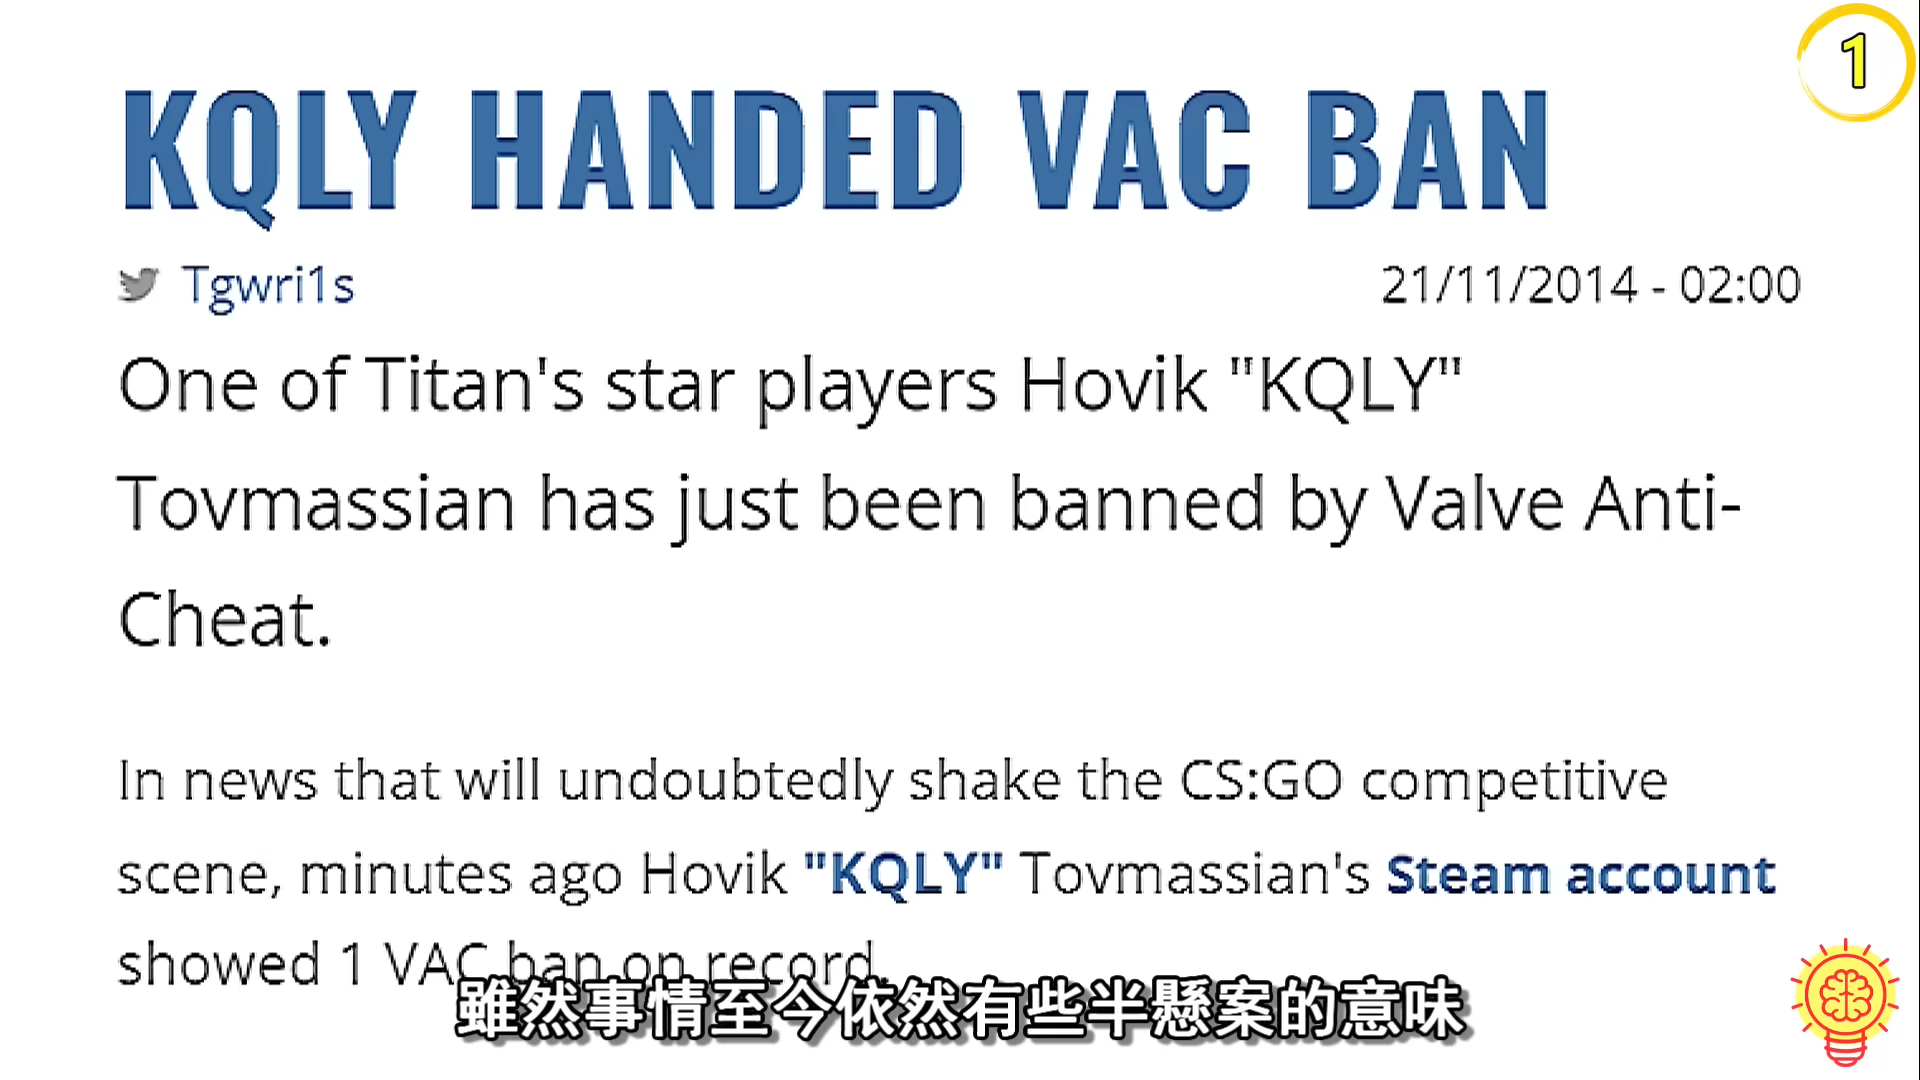 1
KQLY HANDED VAC BAN
Tgwri1s
21/11/2014 - 02:00
One of Titan's star players Hovik "KQLY"
Tovmassian has just been banned by Valve Anti-
Cheat.
In news that will undoubtedly shake the CS:GO competitive
scene, minutes ago Hovik "KQLY" Tovmassian's Steam account
showed 1 VAC ban on record.
雖然事情至今依然有些半懸案的意味